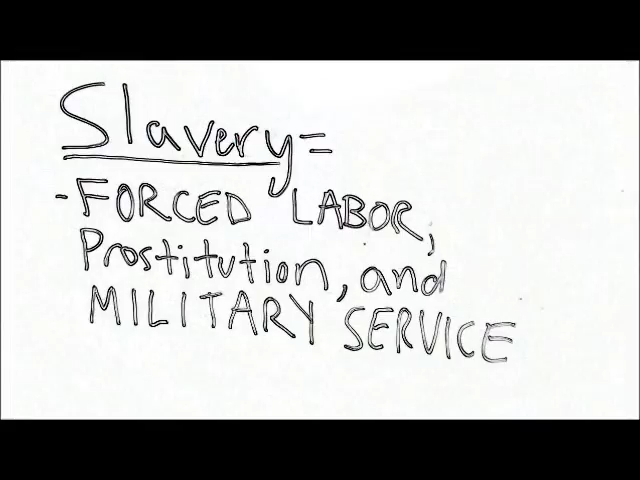 Slavery=
-FORCED LABOR,
Prostitution, and
MILITARY SERVICE